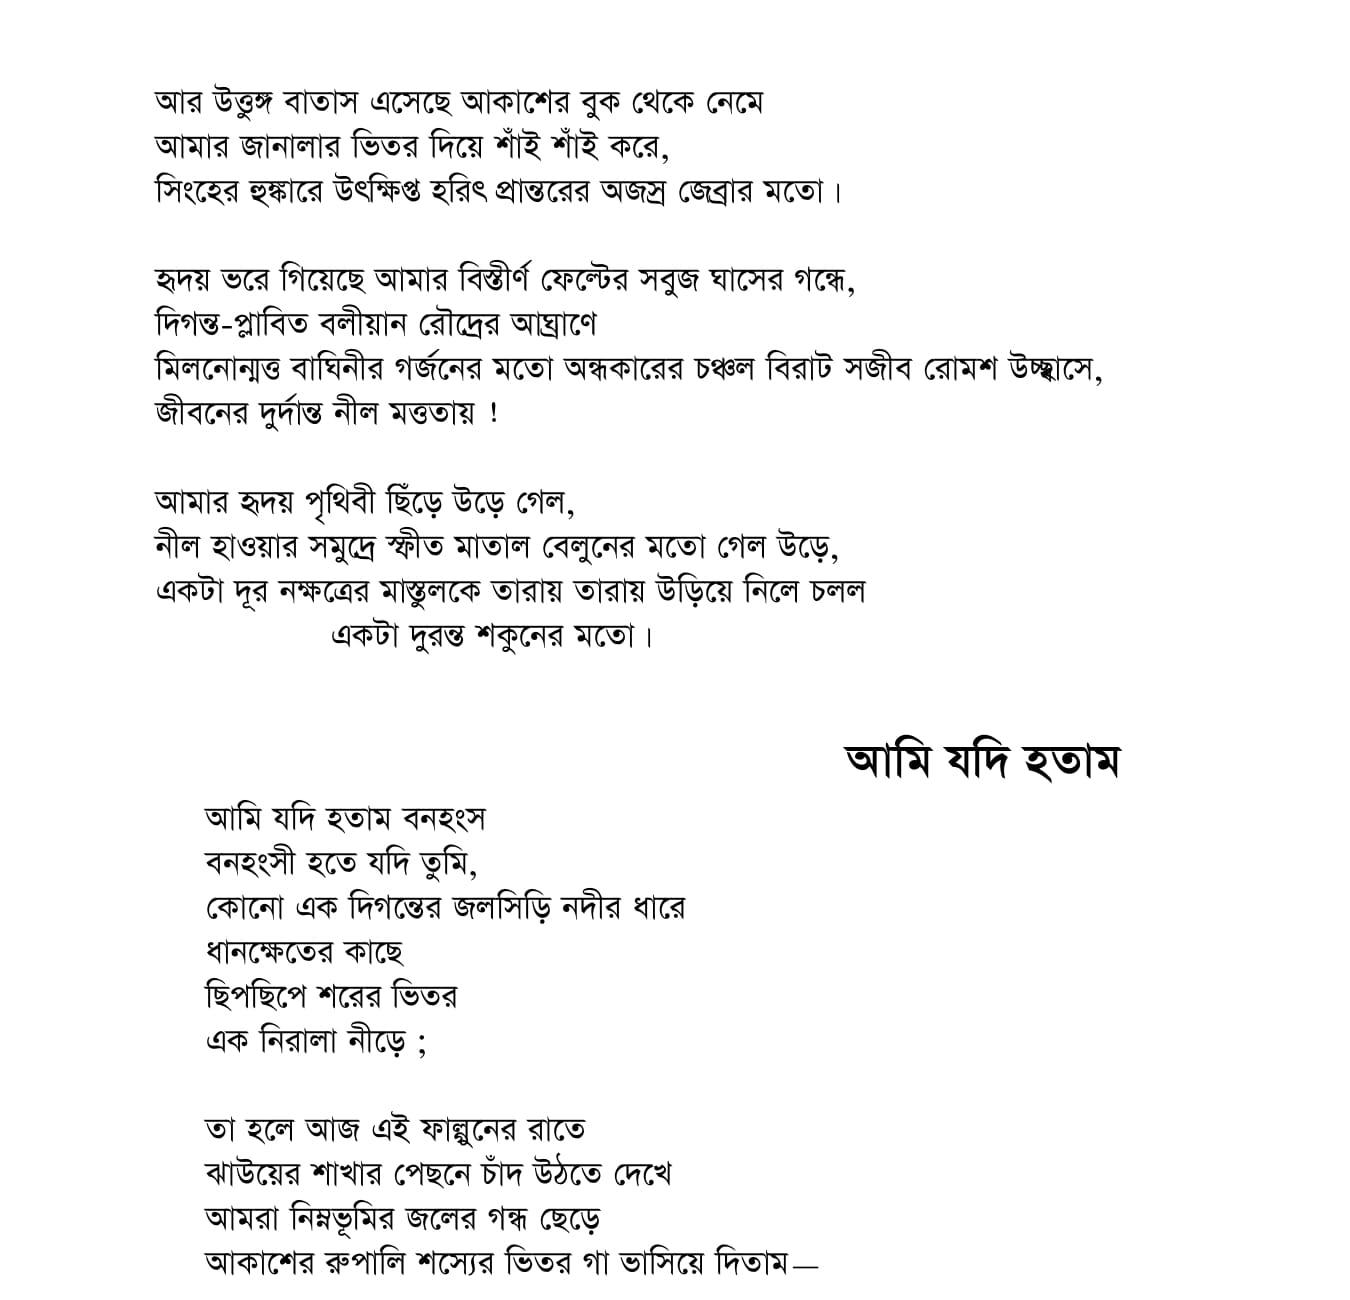 আর উত্তুঙ্গ বাতাস এসেছে আকাশের বুক থেকে নেমে
আমার জানালার ভিতর দিয়ে শাঁই শাঁই করে,
সিংহের হুঙ্কারে উৎক্ষিপ্ত হরিৎ প্রান্তরের অজস্র জেব্রার মতো।
হৃদয় ভরে গিয়েছে আমার বিস্তীর্ণ ফেল্টের সবুজ ঘাসের গন্ধে,
দিগন্ত-প্লাবিত বলীয়ান রৌদ্রের আঘ্রাণে
মিলনোন্মত্ত বাঘিনীর গর্জনের মতো অন্ধকারের চঞ্চল বিরাট সজীব রোমশ উচ্ছ্বাসে,
জীবনের দুর্দান্ত নীল মত্ততায় !
আমার হৃদয় পৃথিবী ছিঁড়ে উড়ে গেল,
নীল হাওয়ার সমুদ্রে স্ফীত মাতাল বেলুনের মতো গেল উড়ে,
একটা দূর নক্ষত্রের মাস্তুলকে তারায় তারায় উড়িয়ে নিলে চলল
একটা দুরন্ত শকুনের মতো।
আমি যদি হতাম
আমি যদি হতাম বনহংস
বনহংসী হতে যদি তুমি,
কোনো এক দিগন্তের জলসিড়ি নদীর ধারে
ধানক্ষেতের কাছে
ছিপছিপে শরের ভিতর
এক নিরালা নীড়ে ;
তা হলে আজ এই ফাল্গুনের রাতে
ঝাউয়ের শাখার পেছনে চাঁদ উঠতে দেখে
আমরা নিম্নভূমির জলের গন্ধ ছেড়ে
আকাশের রুপালি শস্যের ভিতর গা ভাসিয়ে দিতাম—